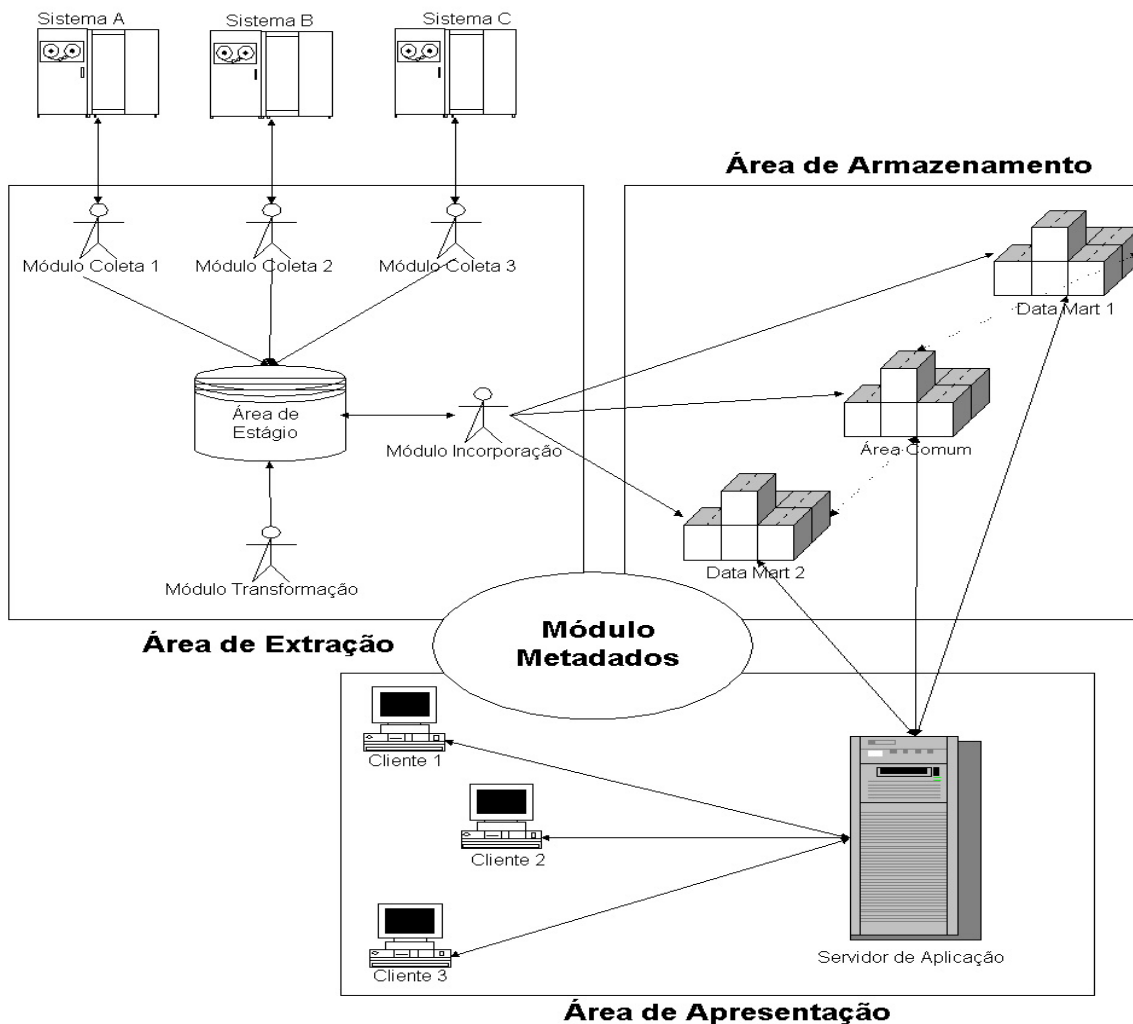 Sistema A
Sistema B
Sistema C
Área de Armazenamento
Módulo Coleta 1
Módulo Coleta 2
Módulo Coleta 3
Data Mart 1
Área de
Estágio
Módulo Incorporação
Área Comum
Data Mart 2
Módulo Transformação
Área de Extração
Módulo
Metadados
Cliente 1
Cliente 2
Cliente 3
Servidor de Aplicação
Área de Apresentação